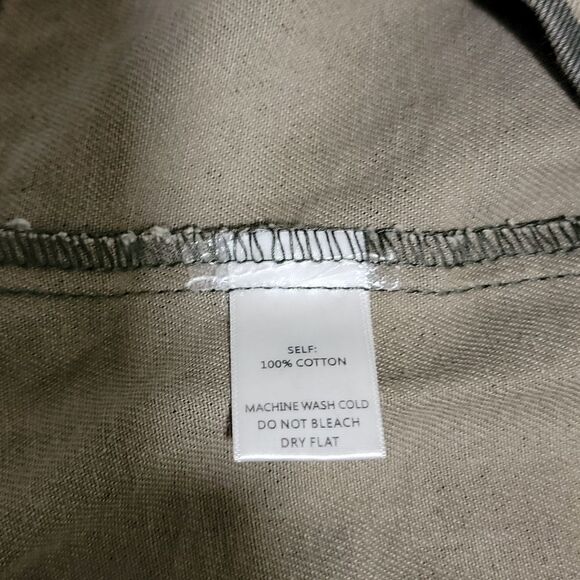 SELF:
100% COTTON
MACHINE WASH COLD
DO NOT BLEACH
DRY FLAT